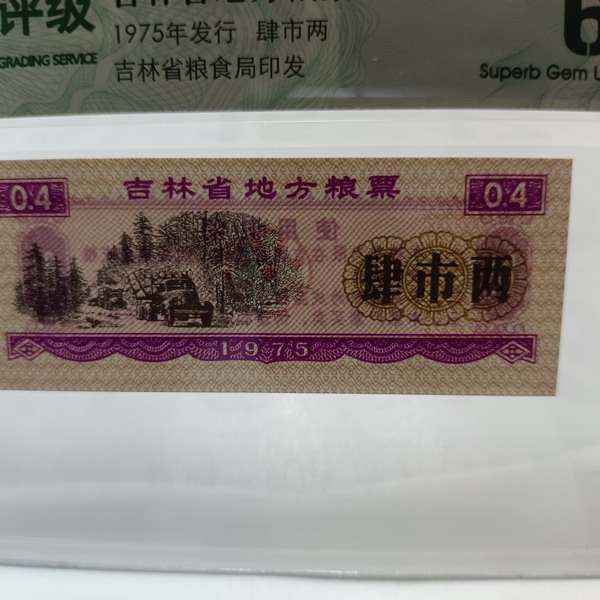 评级
GRADING SERVICE
1975年发行 肆市两
吉林省粮食局印发
6
Superb Gem U
吉林省地方粮票
0.4
0.4
肆市两
1975